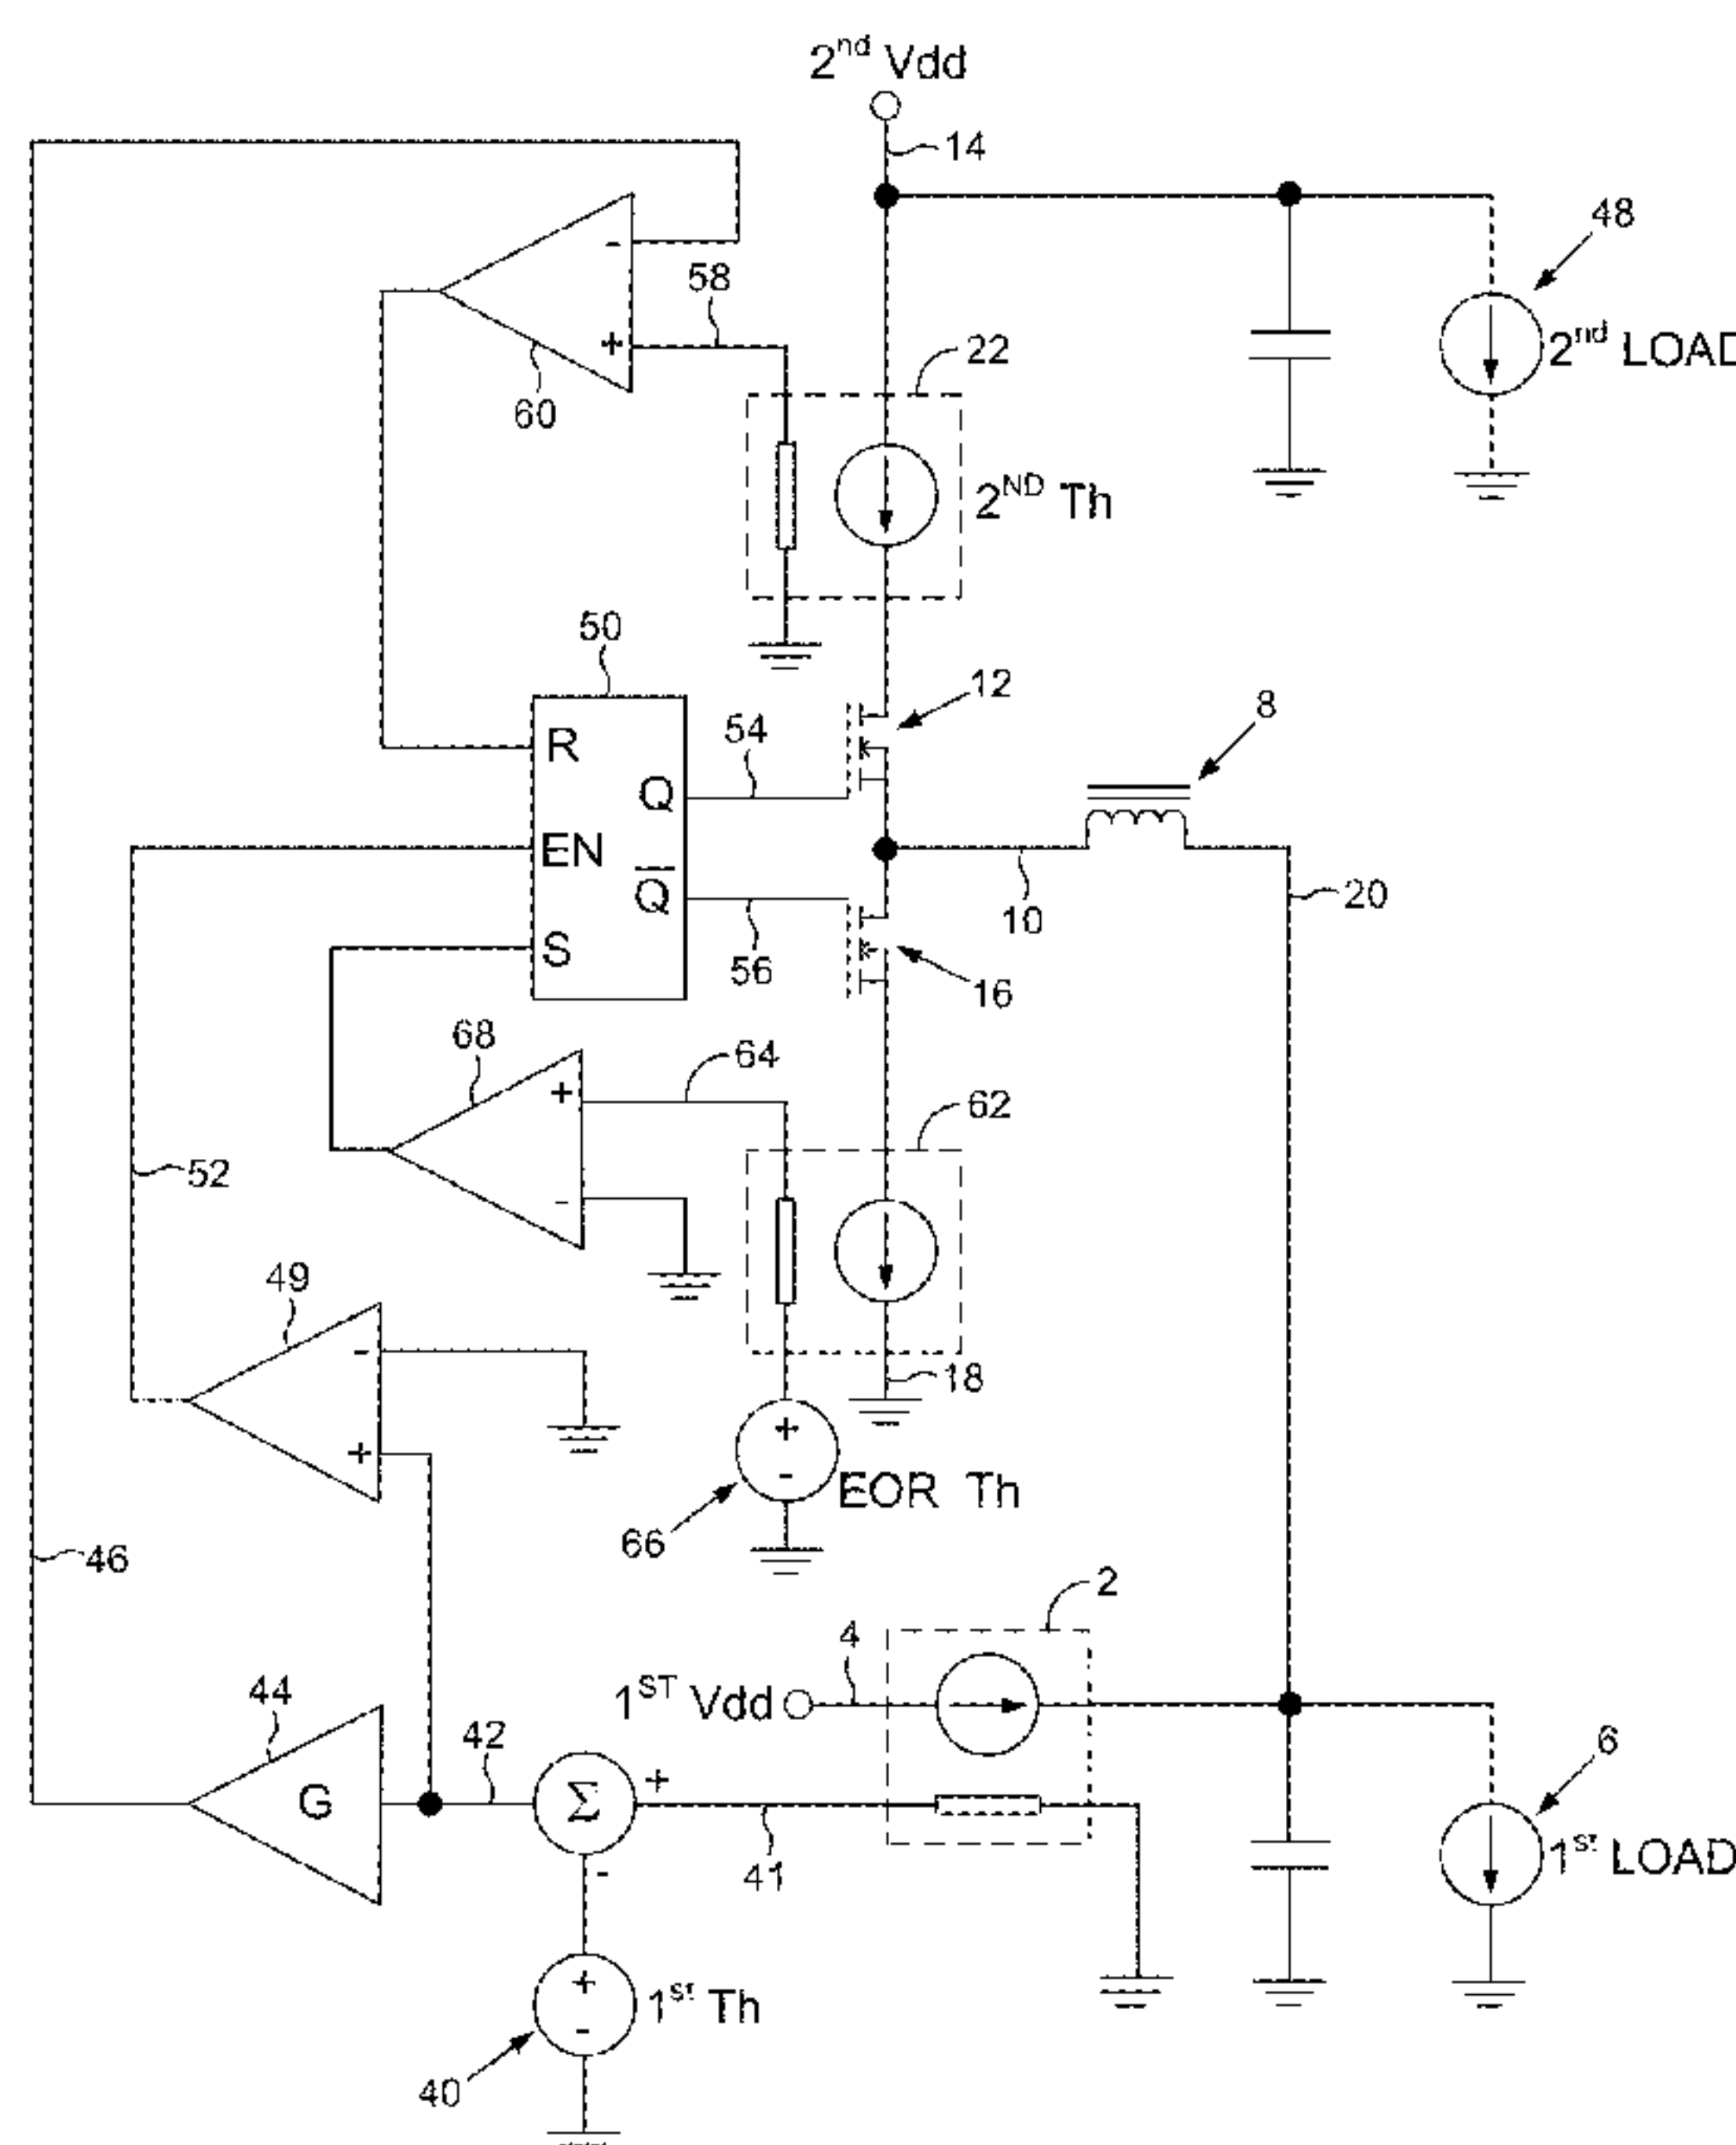 2nd Vdd
14
48
-
58
+
22
2nd LOAD
60
2ND Th
50
12
8
R
54
Q
EN
Q
10
20
S
56
16
68
64
+
62
52
-
49
-
18
+
+
-
EOR Th
66
46
2
4
44
1ST Vdd
6
42
+
G
Σ
41
1st LOAD
-
+
1st Th
-
40